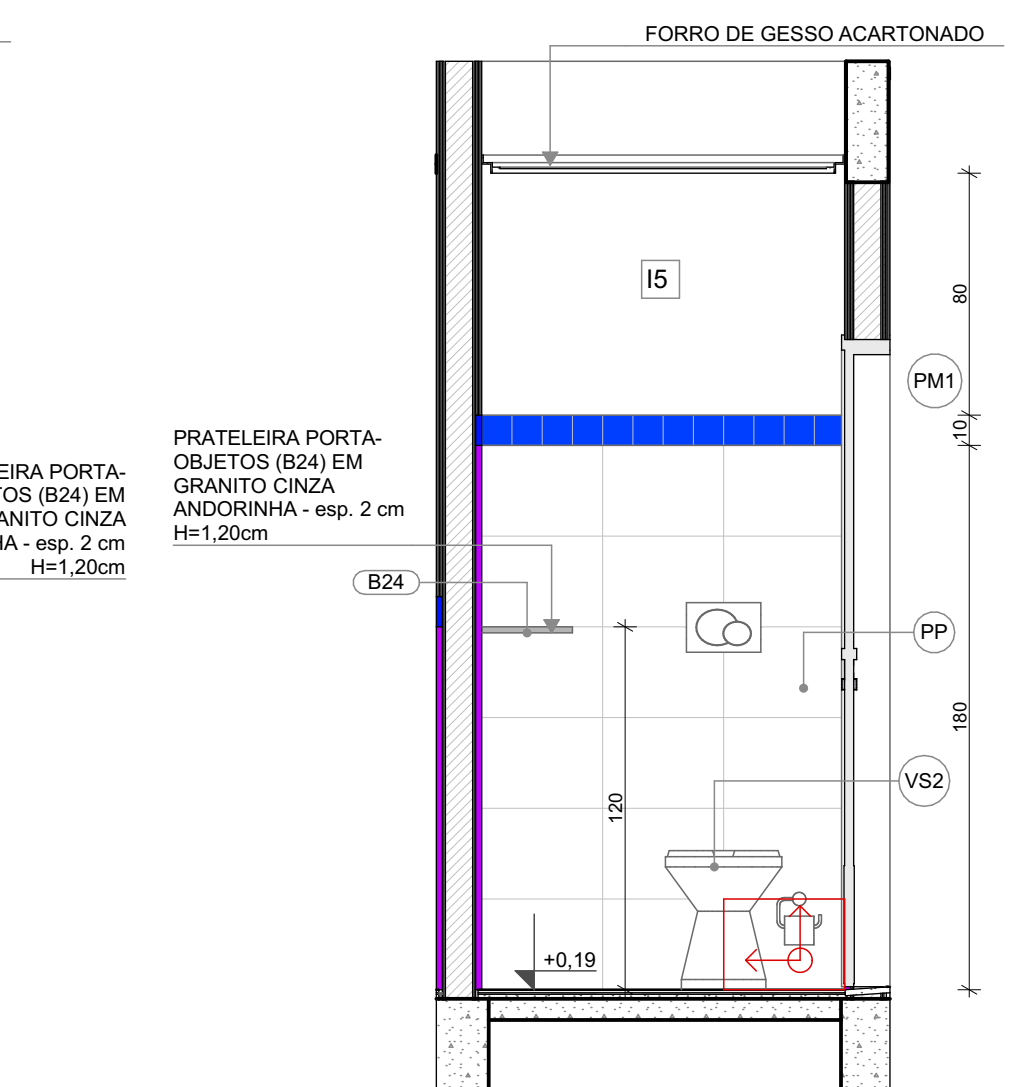 FORRO DE GESSO ACARTONADO
I5
80
PM1
10
PRATELEIRA PORTA-
OBJETOS (B24) EM
GRANITO CINZA
ANDORINHA - esp. 2 cm
H=1,20cm
EIRA PORTA-
TOS (B24) EM
ANITO CINZA
HA - esp. 2 cm
H=1,20cm
B24
PP
180
VS2
120
+0,19